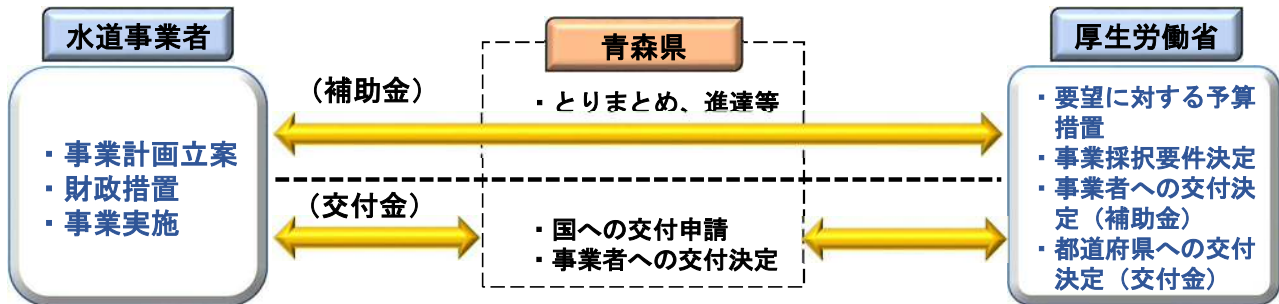 水道事業者
・事業計画立案
・財政措置
・事業実施
(補助金)
(交付金)
青森県
・とりまとめ、進達等
・国への交付申請
・事業者への交付決定
厚生労働省
・要望に対する予算
措置
・事業採択要件決定
・事業者への交付決
定(補助金)
・都道府県への交付
決定(交付金)